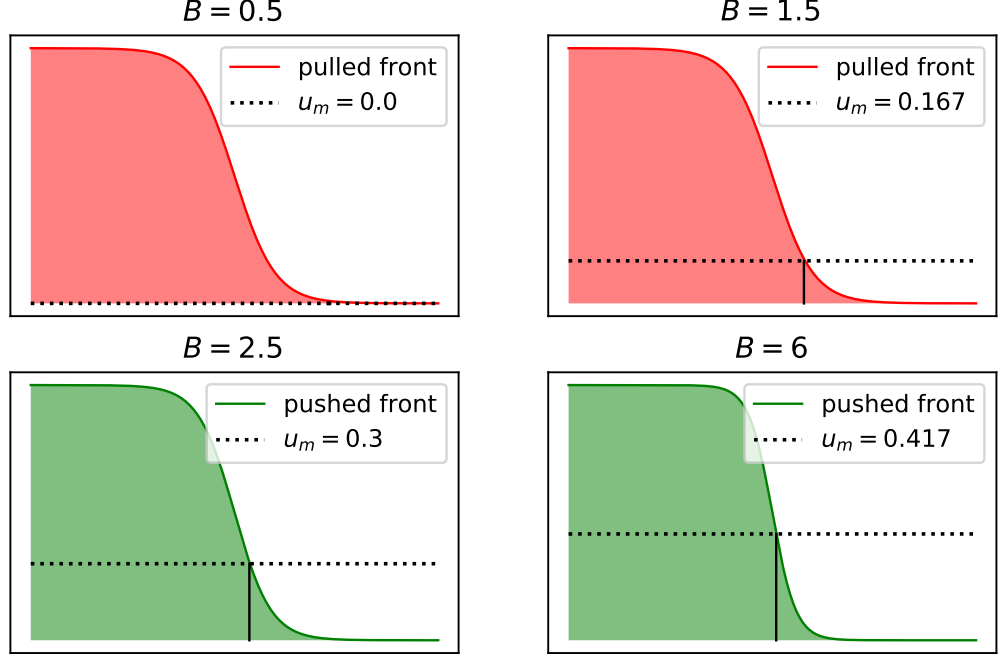 B = 0.5
pulled front
u_m = 0.0
B = 1.5
pulled front
u_m = 0.167
B = 2.5
pushed front
u_m = 0.3
B = 6
pushed front
u_m = 0.417